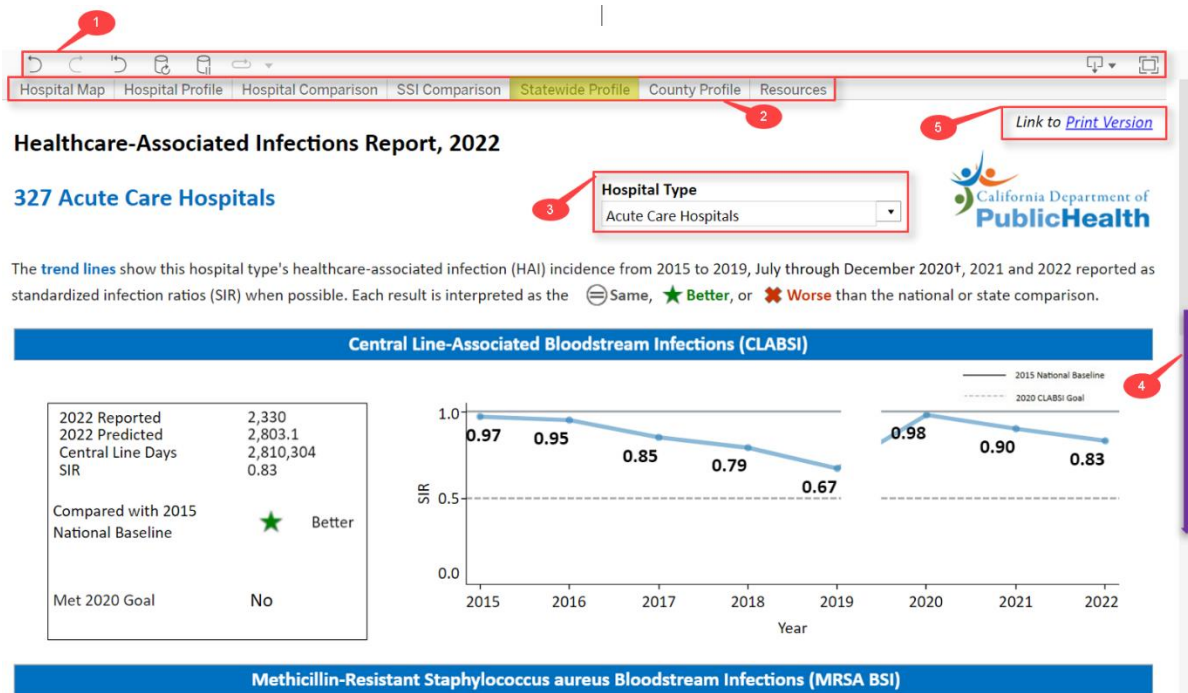 1
Hospital Map Hospital Profile Hospital Comparison SSI Comparison Statewide Profile County Profile Resources
2
5
Link to Print Version
Healthcare-Associated Infections Report, 2022
327 Acute Care Hospitals
3
Hospital Type
Acute Care Hospitals
California Department of
PublicHealth
The trend lines show this hospital type's healthcare-associated infection (HAI) incidence from 2015 to 2019, July through December 2020†, 2021 and 2022 reported as
standardized infection ratios (SIR) when possible. Each result is interpreted as the Same, Better, or Worse than the national or state comparison.
Central Line-Associated Bloodstream Infections (CLABSI)
4
2015 National Baseline
2020 CLABSI Goal
2022 Reported 2,330
2022 Predicted 2,803.1
Central Line Days 2,810,304
SIR 0.83
Compared with 2015
National Baseline
Better
Met 2020 Goal No
SIR
1.0
0.5
0.0
0.97 0.95 0.85 0.79 0.67 0.98 0.90 0.83
2015 2016 2017 2018 2019 2020 2021 2022
Year
Methicillin-Resistant Staphylococcus aureus Bloodstream Infections (MRSA BSI)